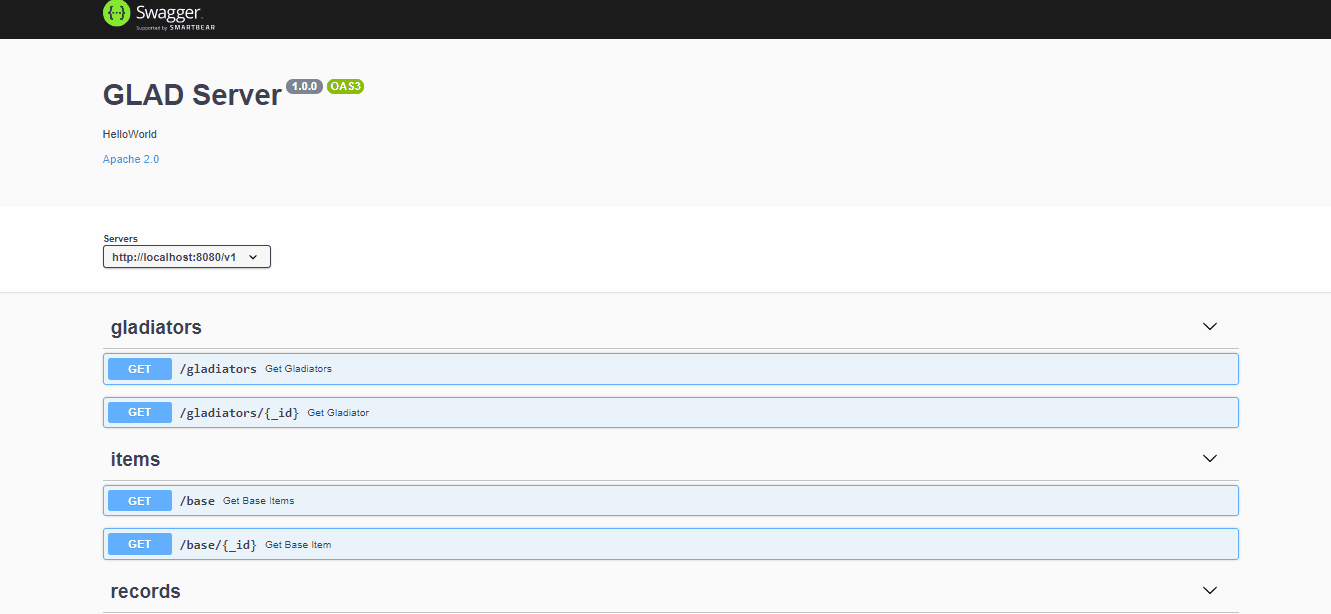 Swagger.
Supported by SMARTBEAR
GLAD Server 1.0.0 OAS3
HelloWorld
Apache 2.0
Servers
http://localhost:8080/v1
gladiators
GET /gladiators Get Gladiators
GET /gladiators/{_id} Get Gladiator
items
GET /base Get Base Items
GET /base/{_id} Get Base Item
records